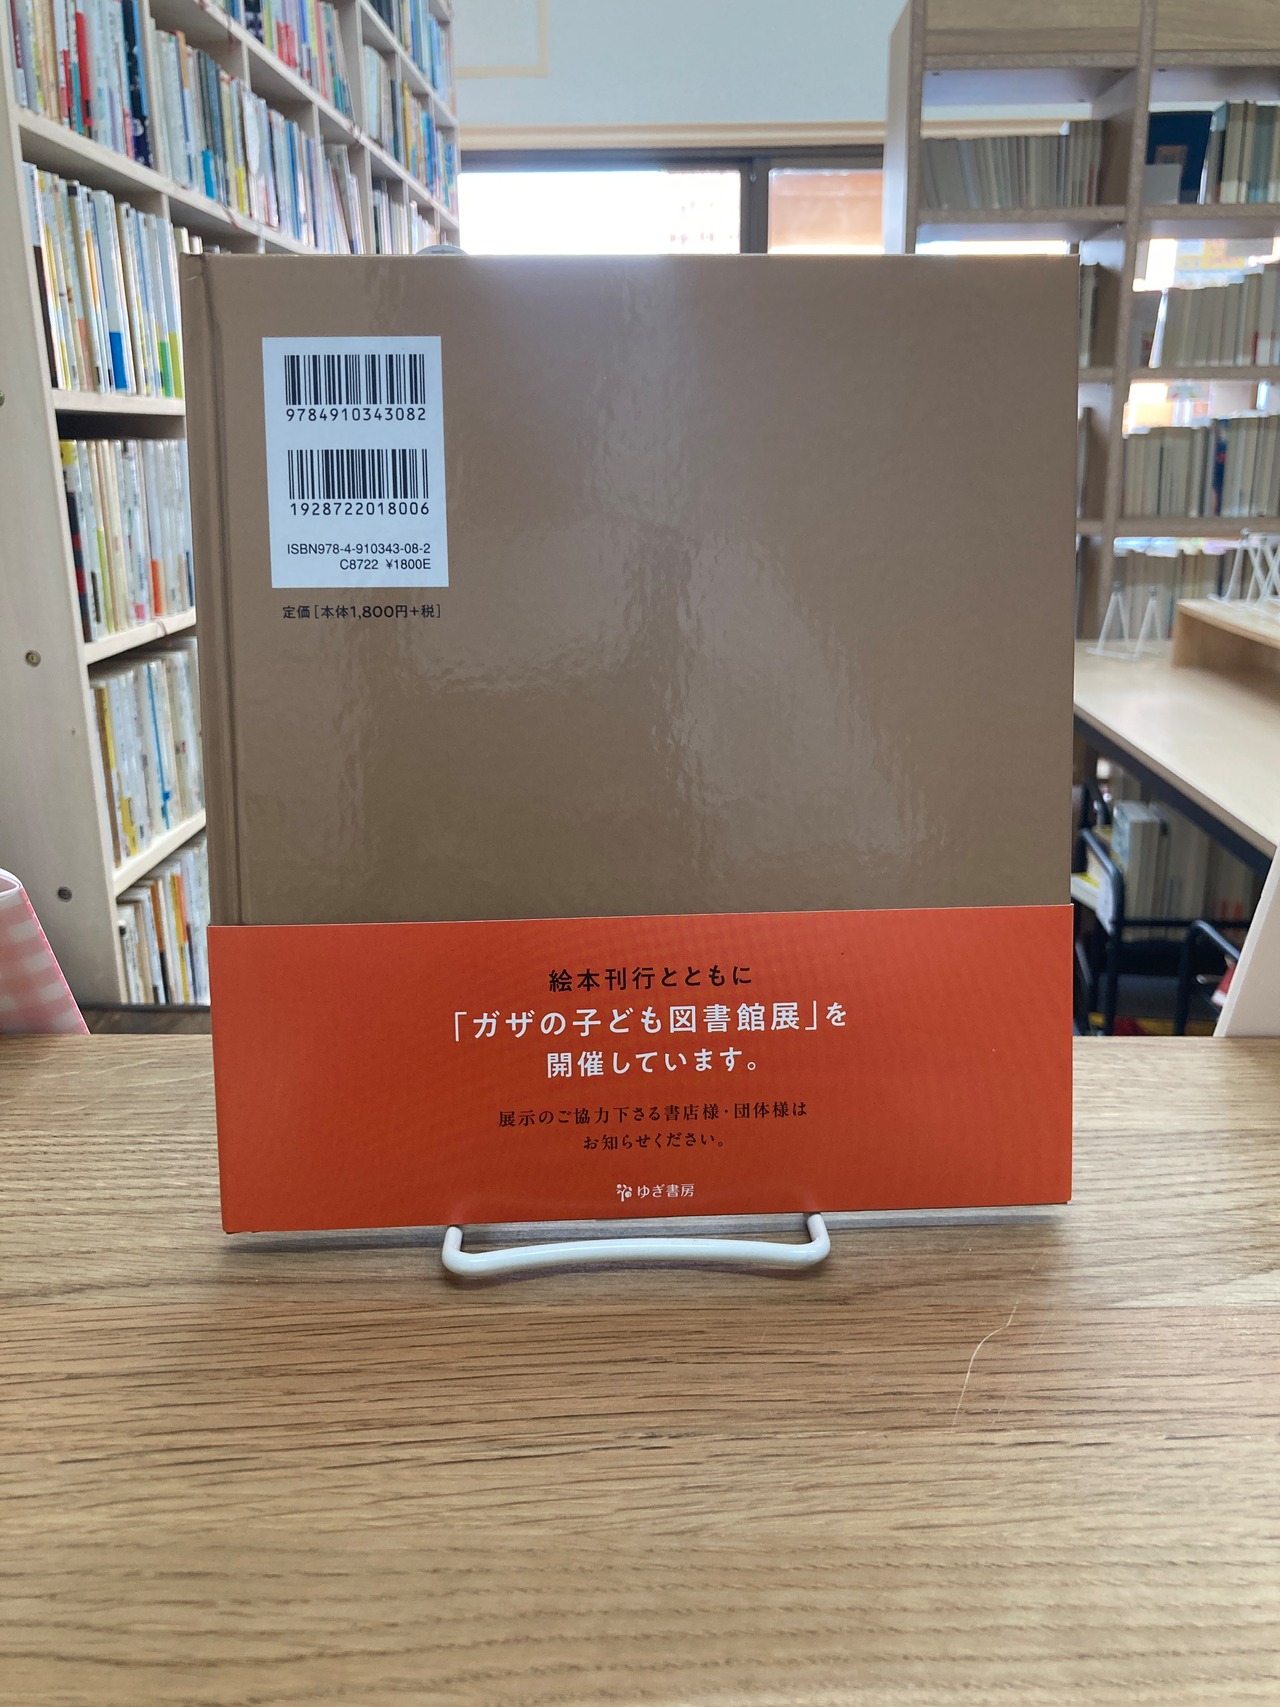 9784910343082
1928722018006
ISBN978-4-910343-08-2
C8722 ¥1800E
定価[本体1,800円+税]
絵本刊行とともに
「ガザの子ども図書館展」を
開催しています。
展示のご協力下さる書店様・団体様は
お知らせください。
ゆぎ書房